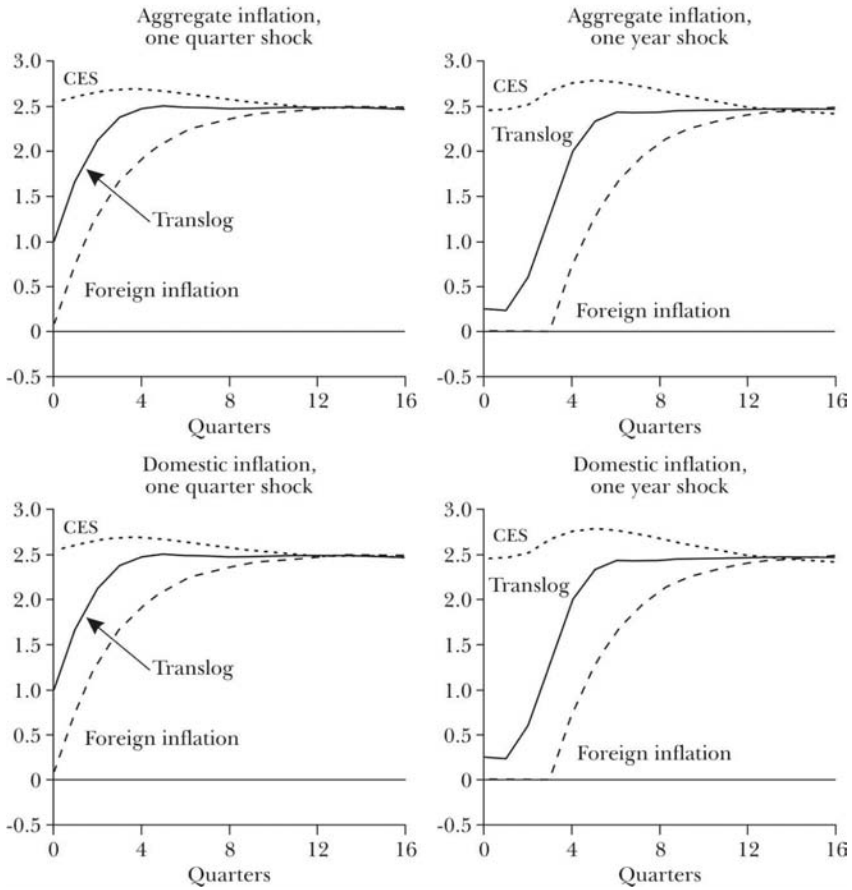 Aggregate inflation,
one quarter shock
3.0
2.5
2.0
1.5
1.0
0.5
0
-0.5
CES
Translog
Foreign inflation
0
4
8
12
16
Quarters
Aggregate inflation,
one year shock
3.0
2.5
2.0
1.5
1.0
0.5
0
-0.5
CES
Translog
Foreign inflation
0
4
8
12
16
Quarters
Domestic inflation,
one quarter shock
3.0
2.5
2.0
1.5
1.0
0.5
0
-0.5
CES
Translog
Foreign inflation
0
4
8
12
16
Quarters
Domestic inflation,
one year shock
3.0
2.5
2.0
1.5
1.0
0.5
0
-0.5
CES
Translog
Foreign inflation
0
4
8
12
16
Quarters